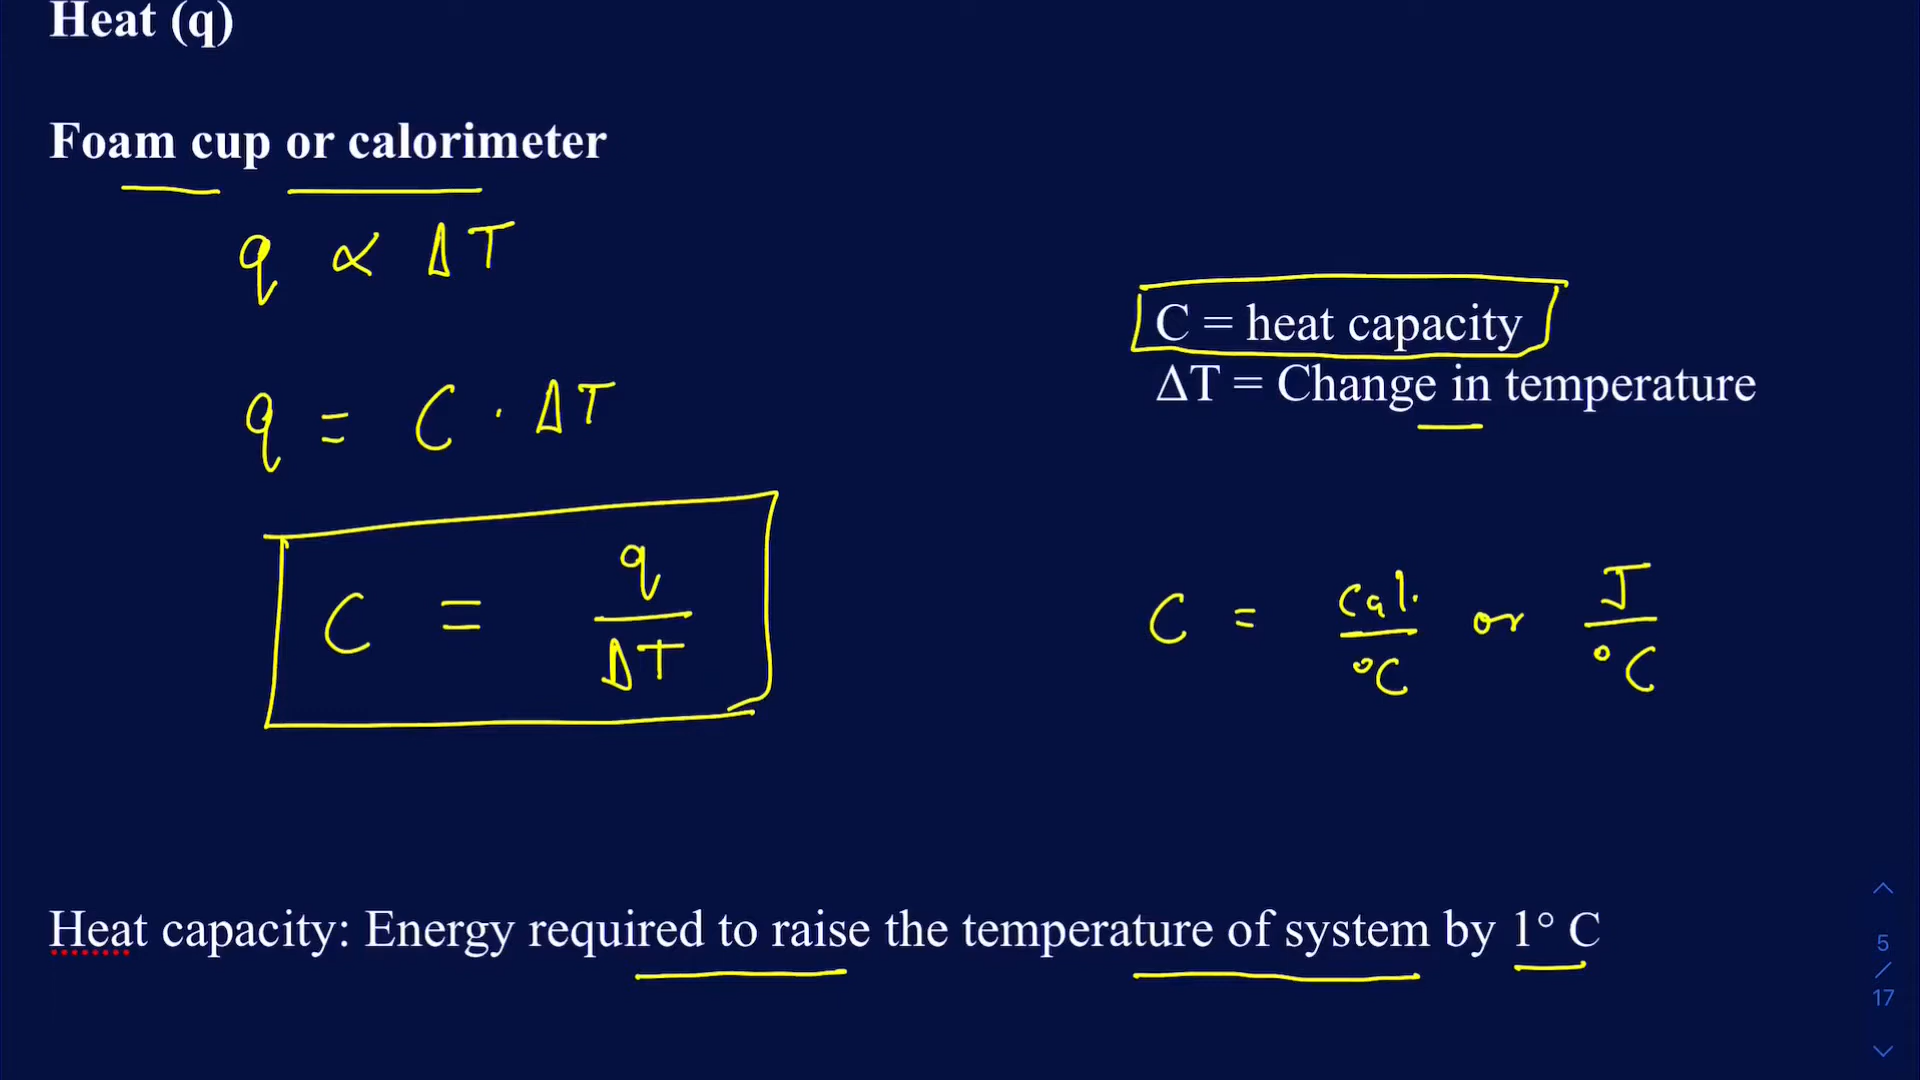 Heat (q)
Foam cup or calorimeter
q ∝ ΔT
C = heat capacity
ΔT = Change in temperature
q = C · ΔT
C = q / ΔT
C = Cal. / °C or J / °C
Heat capacity: Energy required to raise the temperature of system by 1° C
5
/
17